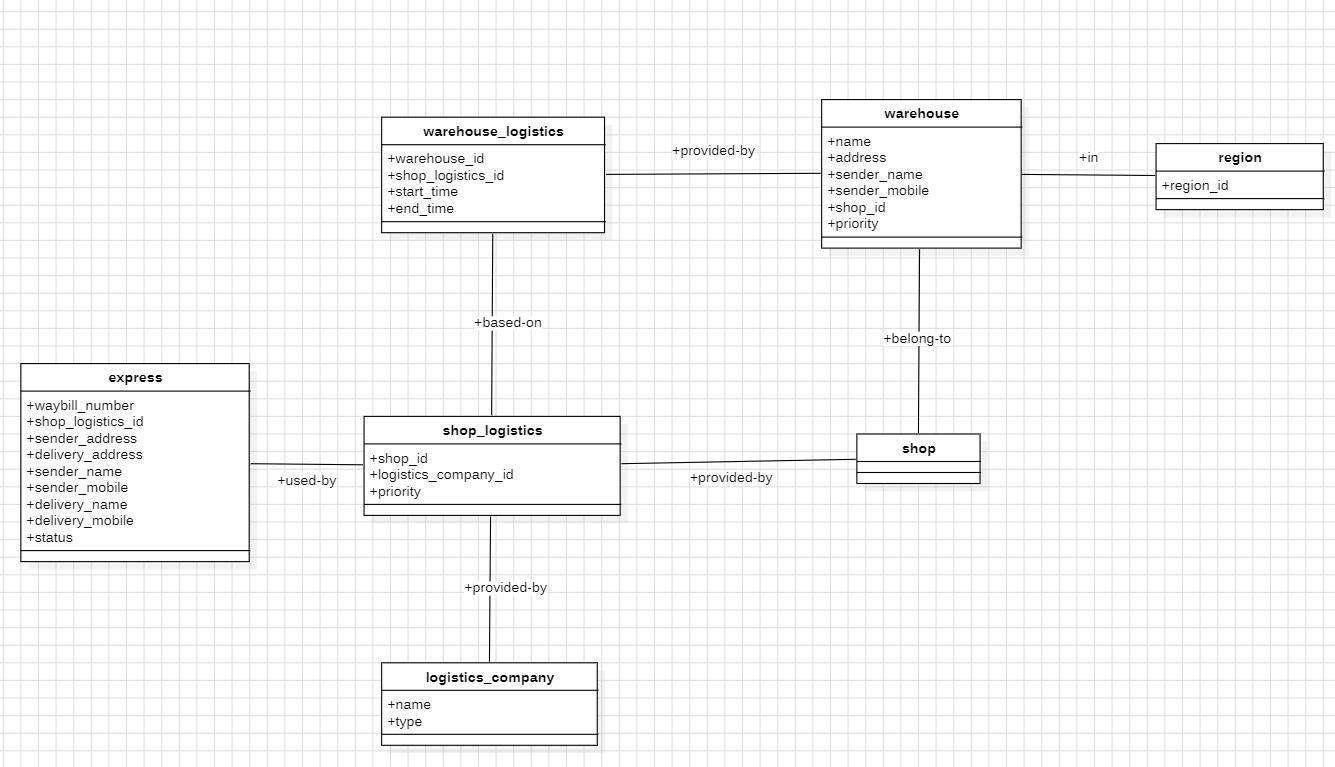 warehouse
warehouse_logistics
+name
+address
+sender_name
+sender_mobile
+shop_id
+priority
+provided-by
+in
region
+region_id
+warehouse_id
+shop_logistics_id
+start_time
+end_time
+based-on
+belong-to
express
+waybill_number
+shop_logistics_id
+sender_address
+delivery_address
+sender_name
+sender_mobile
+delivery_name
+delivery_mobile
+status
+used-by
shop_logistics
+shop_id
+logistics_company_id
+priority
+provided-by
shop
+provided-by
logistics_company
+name
+type